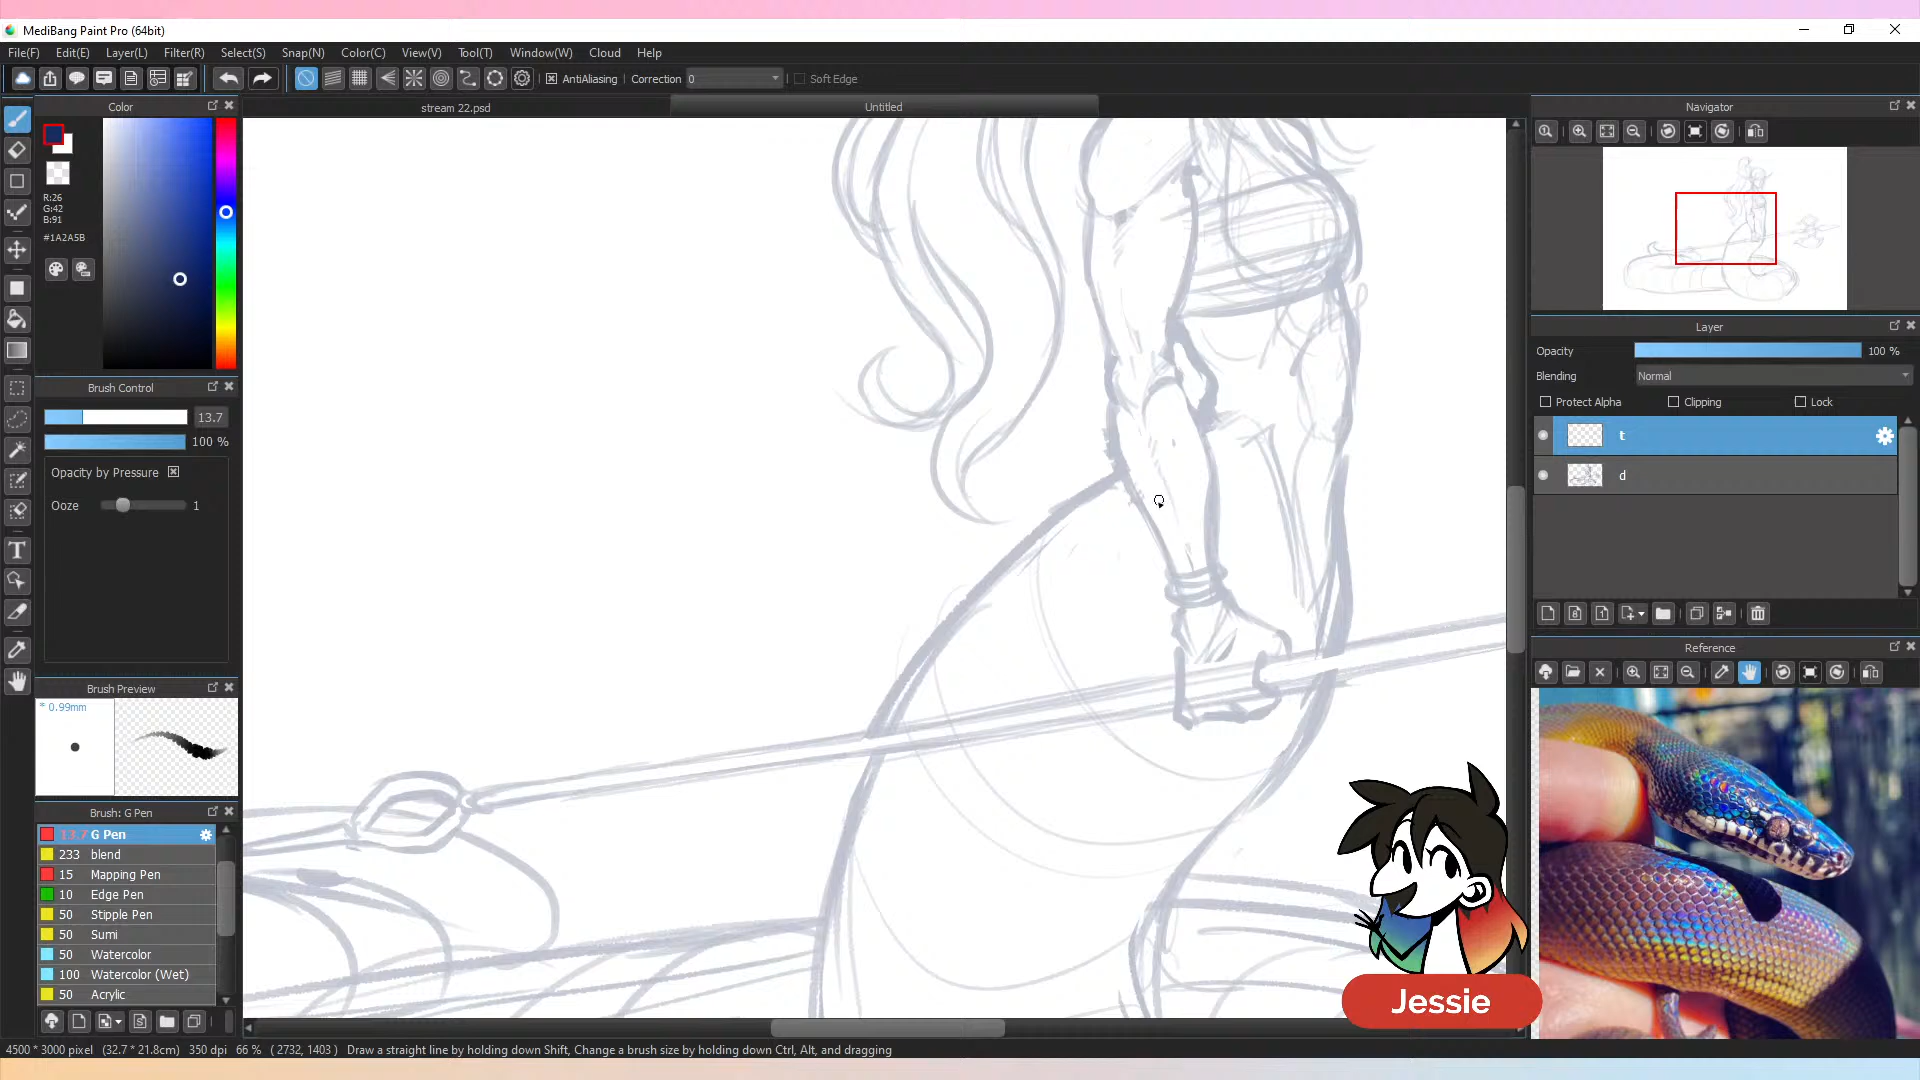 MediBang Paint Pro (64bit)
File(F) Edit(E) Layer(L) Filter(R) Select(S) Snap(N) Color(C) View(V) Tool(T) Window(W) Cloud Help
AntiAliasing Correction 0 Soft Edge
Color
stream 22.psd
Untitled
Navigator
R:26
G:42
B:91
#1A2A5B
Layer
Opacity 100 %
Blending Normal
Protect Alpha Clipping Lock
t
d
Brush Control
13.7
100 %
Opacity by Pressure
Ooze 1
Reference
Brush Preview
* 0.99mm
Brush: G Pen
13.7 G Pen
233 blend
15 Mapping Pen
10 Edge Pen
50 Stipple Pen
50 Sumi
50 Watercolor
100 Watercolor (Wet)
50 Acrylic
Jessie
4500 * 3000 pixel (32.7 * 21.8cm) 350 dpi 66 % ( 2732, 1403 ) Draw a straight line by holding down Shift, Change a brush size by holding down Ctrl, Alt, and dragging